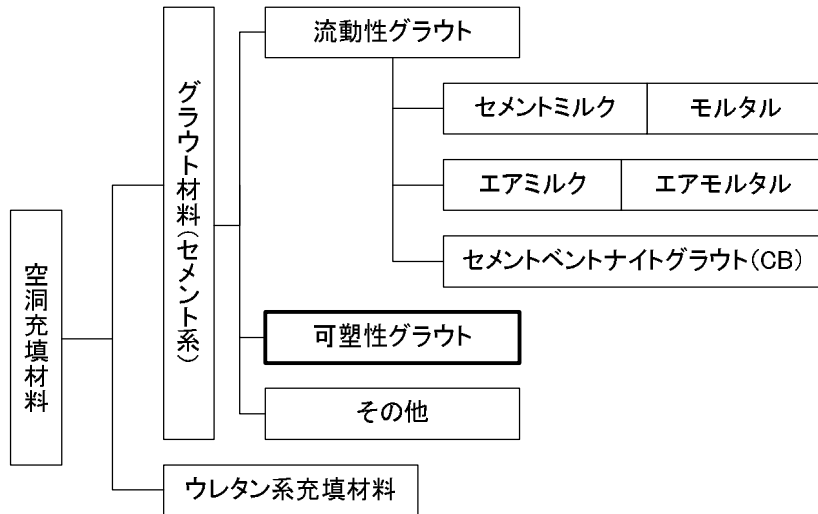 空洞充填材料
グラウト材料(セメント系)
流動性グラウト
セメントミルク
モルタル
エアミルク
エアモルタル
セメントベントナイトグラウト(CB)
可塑性グラウト
その他
ウレタン系充填材料